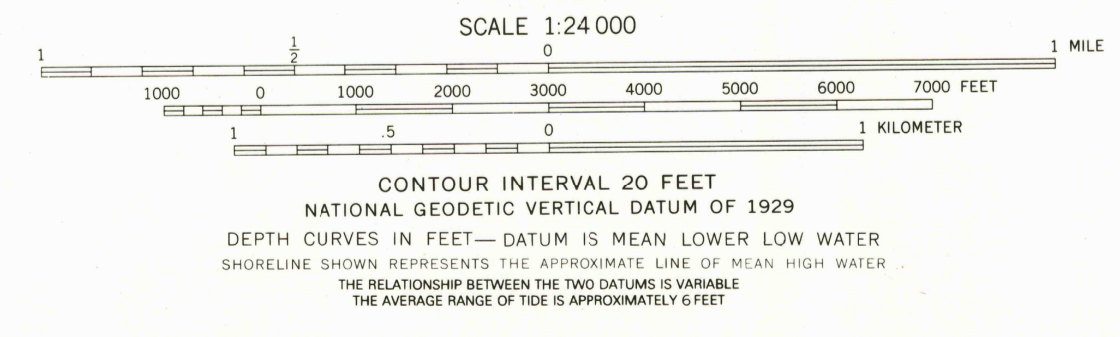 SCALE 1:24 000
1 1/2 0 1 MILE
1000 0 1000 2000 3000 4000 5000 6000 7000 FEET
1 .5 0 1 KILOMETER
CONTOUR INTERVAL 20 FEET
NATIONAL GEODETIC VERTICAL DATUM OF 1929
DEPTH CURVES IN FEET—DATUM IS MEAN LOWER LOW WATER
SHORELINE SHOWN REPRESENTS THE APPROXIMATE LINE OF MEAN HIGH WATER
THE RELATIONSHIP BETWEEN THE TWO DATUMS IS VARIABLE
THE AVERAGE RANGE OF TIDE IS APPROXIMATELY 6 FEET